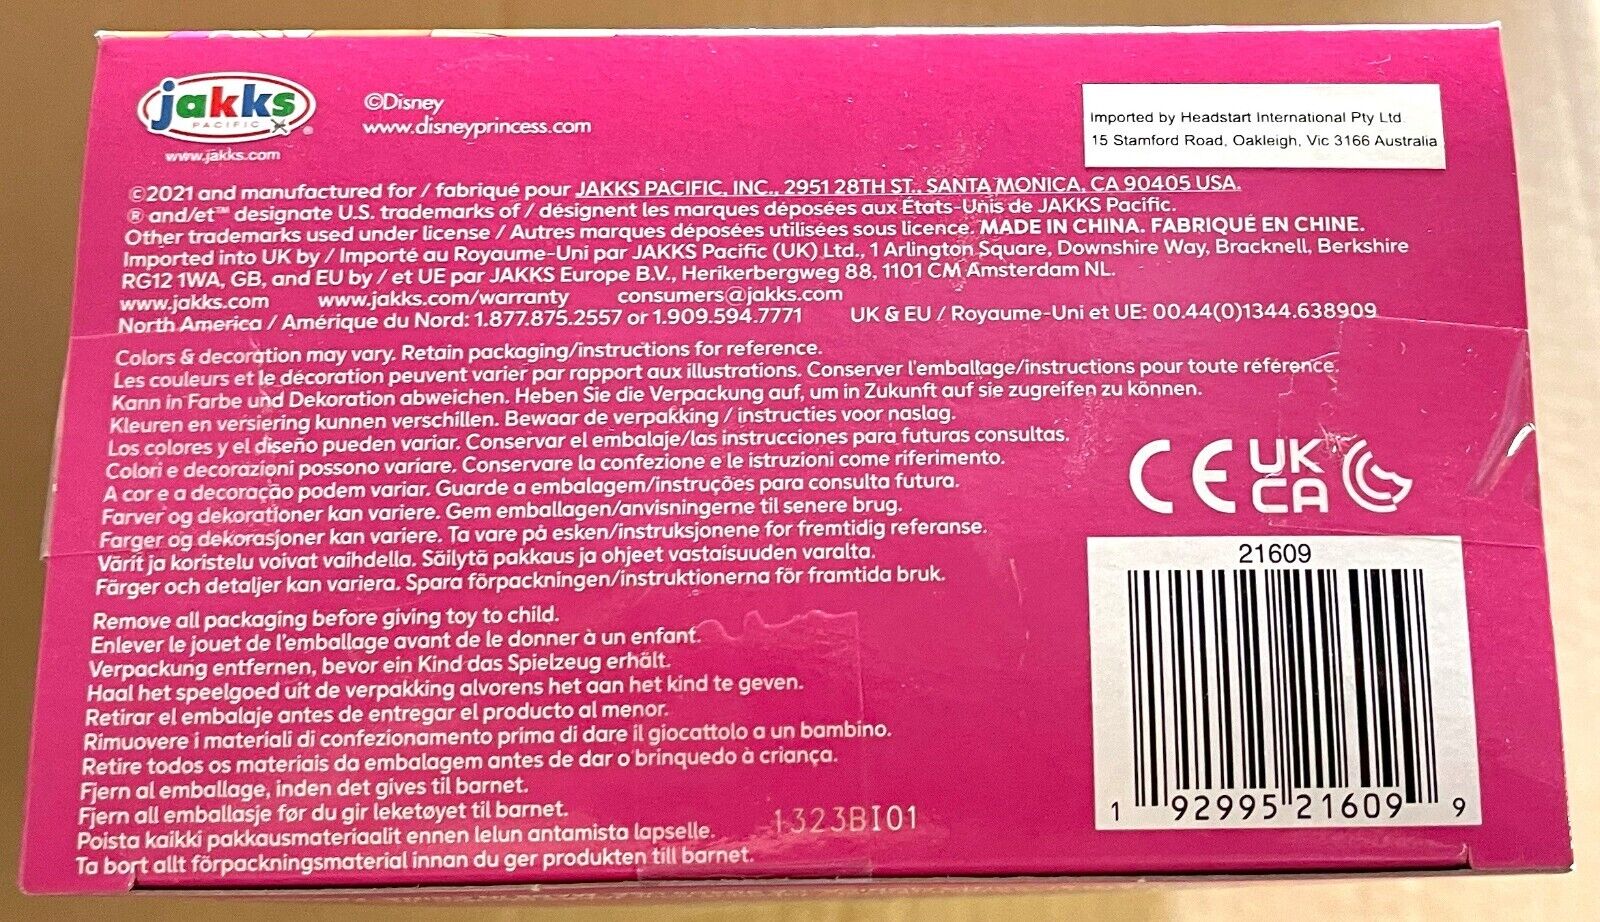 jakks
PACIFIC
®
www.jakks.com
©Disney
www.disneyprincess.com
Imported by Headstart International Pty Ltd
15 Stamford Road, Oakleigh, Vic 3166 Australia
©2021 and manufactured for / fabriqué pour JAKKS PACIFIC, INC., 2951 28TH ST., SANTA MONICA, CA 90405 USA.
® and/et™ designate U.S. trademarks of / désignent les marques déposées aux États-Unis de JAKKS Pacific.
Other trademarks used under license / Autres marques déposées utilisées sous licence. MADE IN CHINA. FABRIQUÉ EN CHINE.
Imported into UK by / Importé au Royaume-Uni par JAKKS Pacific (UK) Ltd., 1 Arlington Square, Downshire Way, Bracknell, Berkshire
RG12 1WA, GB, and EU by / et UE par JAKKS Europe B.V., Herikerbergweg 88, 1101 CM Amsterdam NL.
www.jakks.com www.jakks.com/warranty consumers@jakks.com
North America / Amérique du Nord: 1.877.875.2557 or 1.909.594.7771 UK & EU / Royaume-Uni et UE: 00.44(0)1344.638909
Colors & decoration may vary. Retain packaging/instructions for reference.
Les couleurs et le décoration peuvent varier par rapport aux illustrations. Conserver l'emballage/instructions pour toute référence.
Kann in Farbe und Dekoration abweichen. Heben Sie die Verpackung auf, um in Zukunft auf sie zugreifen zu können.
Kleuren en versiering kunnen verschillen. Bewaar de verpakking / instructies voor naslag.
Los colores y el diseño pueden variar. Conservar el embalaje/las instrucciones para futuras consultas.
Colori e decorazioni possono variare. Conservare la confezione e le istruzioni come riferimento.
A cor e a decoração podem variar. Guarde a embalagem/instruções para consulta futura.
Farver og dekorationer kan variere. Gem emballagen/anvisningerne til senere brug.
Farger og dekorasjoner kan variere. Ta vare på esken/instruksjonene for fremtidig referanse.
Värit ja koristelu voivat vaihdella. Säilytä pakkaus ja ohjeet vastaisuuden varalta.
Färger och detaljer kan variera. Spara förpackningen/instruktionerna för framtida bruk.
CE UK
CA
Remove all packaging before giving toy to child.
Enlever le jouet de l'emballage avant de le donner à un enfant.
Verpackung entfernen, bevor ein Kind das Spielzeug erhält.
Haal het speelgoed uit de verpakking alvorens het aan het kind te geven.
Retirar el embalaje antes de entregar el producto al menor.
Rimuovere i materiali di confezionamento prima di dare il giocattolo a un bambino.
Retire todos os materiais da embalagem antes de dar o brinquedo à criança.
Fjern al emballage, inden det gives til barnet.
Fjern all emballasje før du gir leketøyet til barnet.
Poista kaikki pakkausmateriaalit ennen lelun antamista lapselle.
Ta bort allt förpackningsmaterial innan du ger produkten till barnet.
1323BI01
21609
1 92995 21609 9